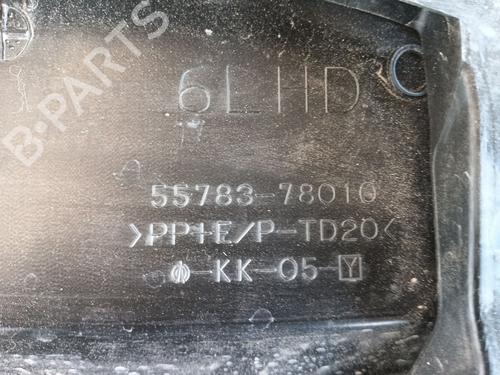 B-PARTS
6LHD
55783-78010
>PP+E/P-TD20<
-KK-05-Y